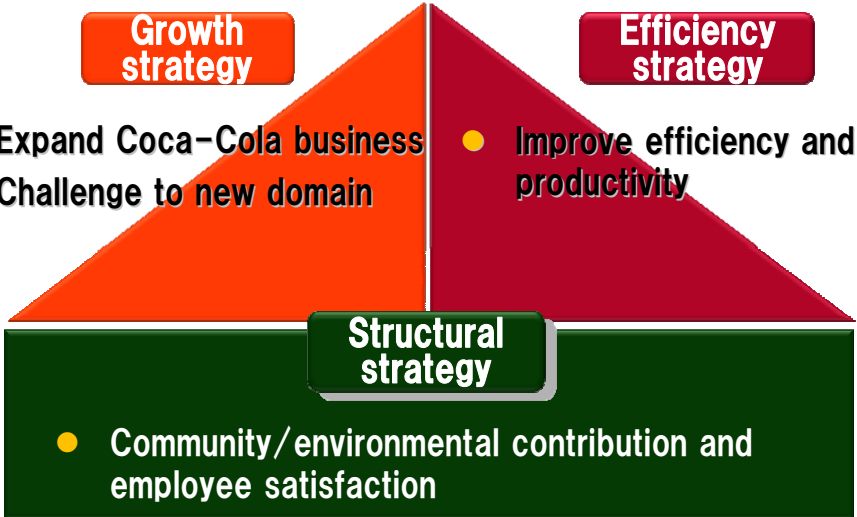 Growth
strategy
Efficiency
strategy
Expand Coca-Cola business
Challenge to new domain
Improve efficiency and
productivity
Structural
strategy
Community/environmental contribution and
employee satisfaction